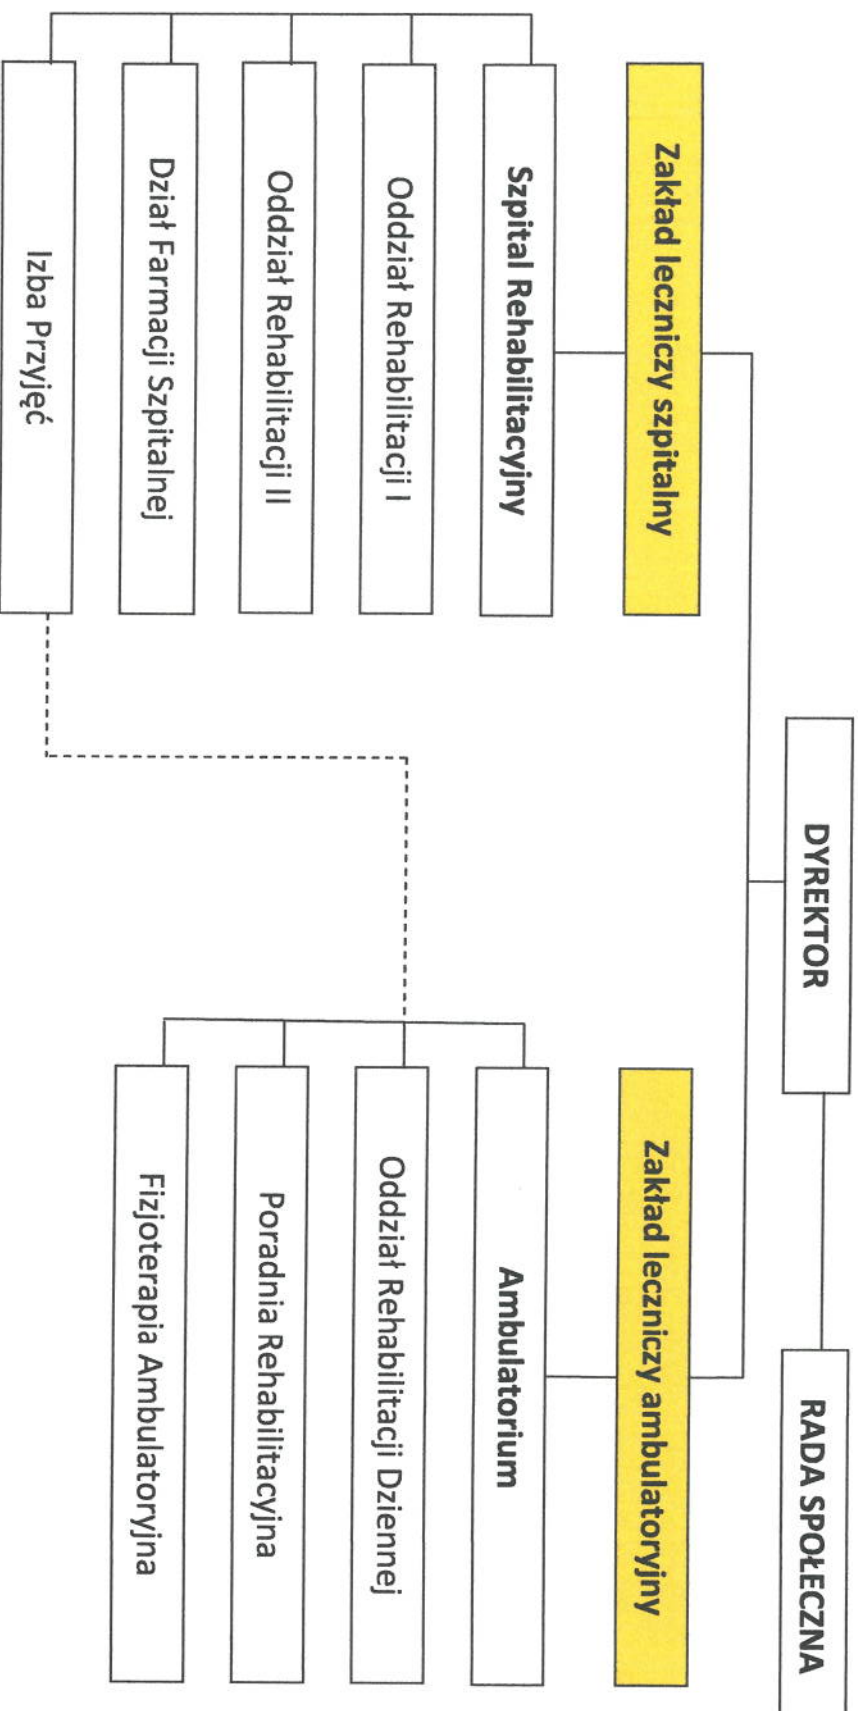 DYREKTOR
RADA SPOŁECZNA
Zakład leczniczy szpitalny
Szpital Rehabilitacyjny
Oddział Rehabilitacji I
Oddział Rehabilitacji II
Dział Farmacji Szpitalnej
Izba Przyjęć
Zakład leczniczy ambulatoryjny
Ambulatorium
Oddział Rehabilitacji Dziennej
Poradnia Rehabilitacyjna
Fizjoterapia Ambulatoryjna